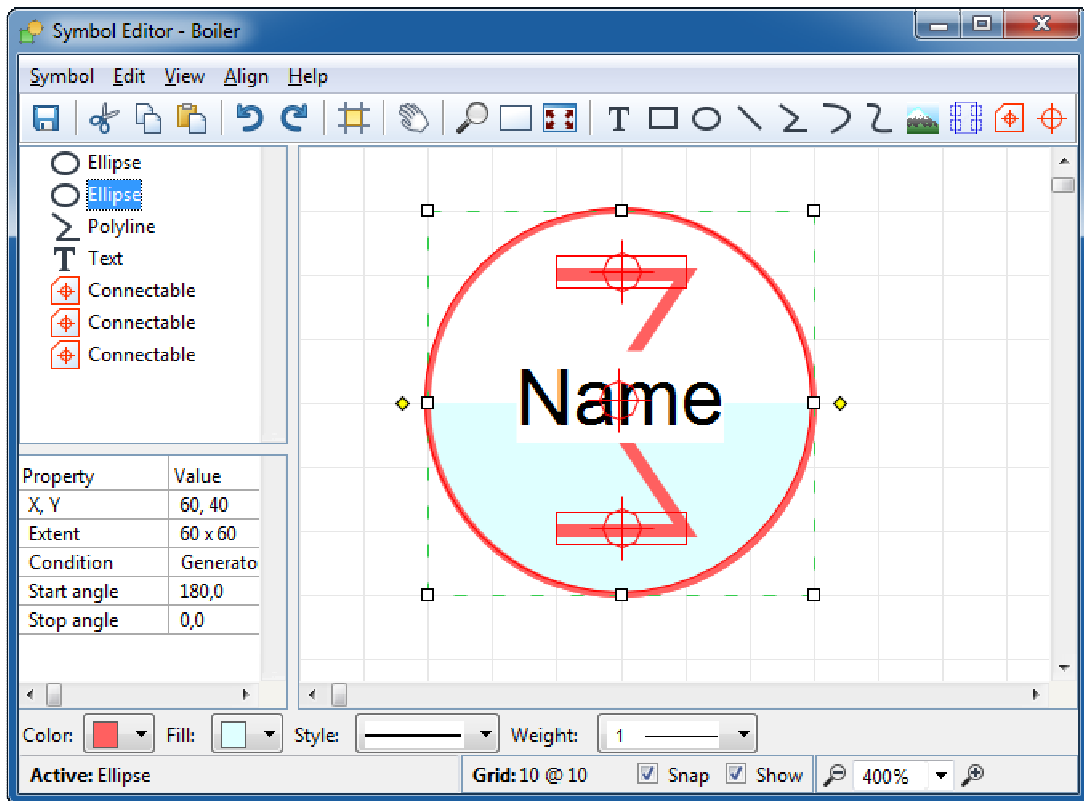 Symbol Editor - Boiler
Symbol Edit View Align Help
T
Ellipse
Ellipse
Polyline
T Text
Connectable
Connectable
Connectable
Name
Property Value
X, Y 60, 40
Extent 60 x 60
Condition Generato
Start angle 180,0
Stop angle 0,0
Color: Fill: Style: Weight: 1
Active: Ellipse Grid: 10 @ 10 Snap Show 400%